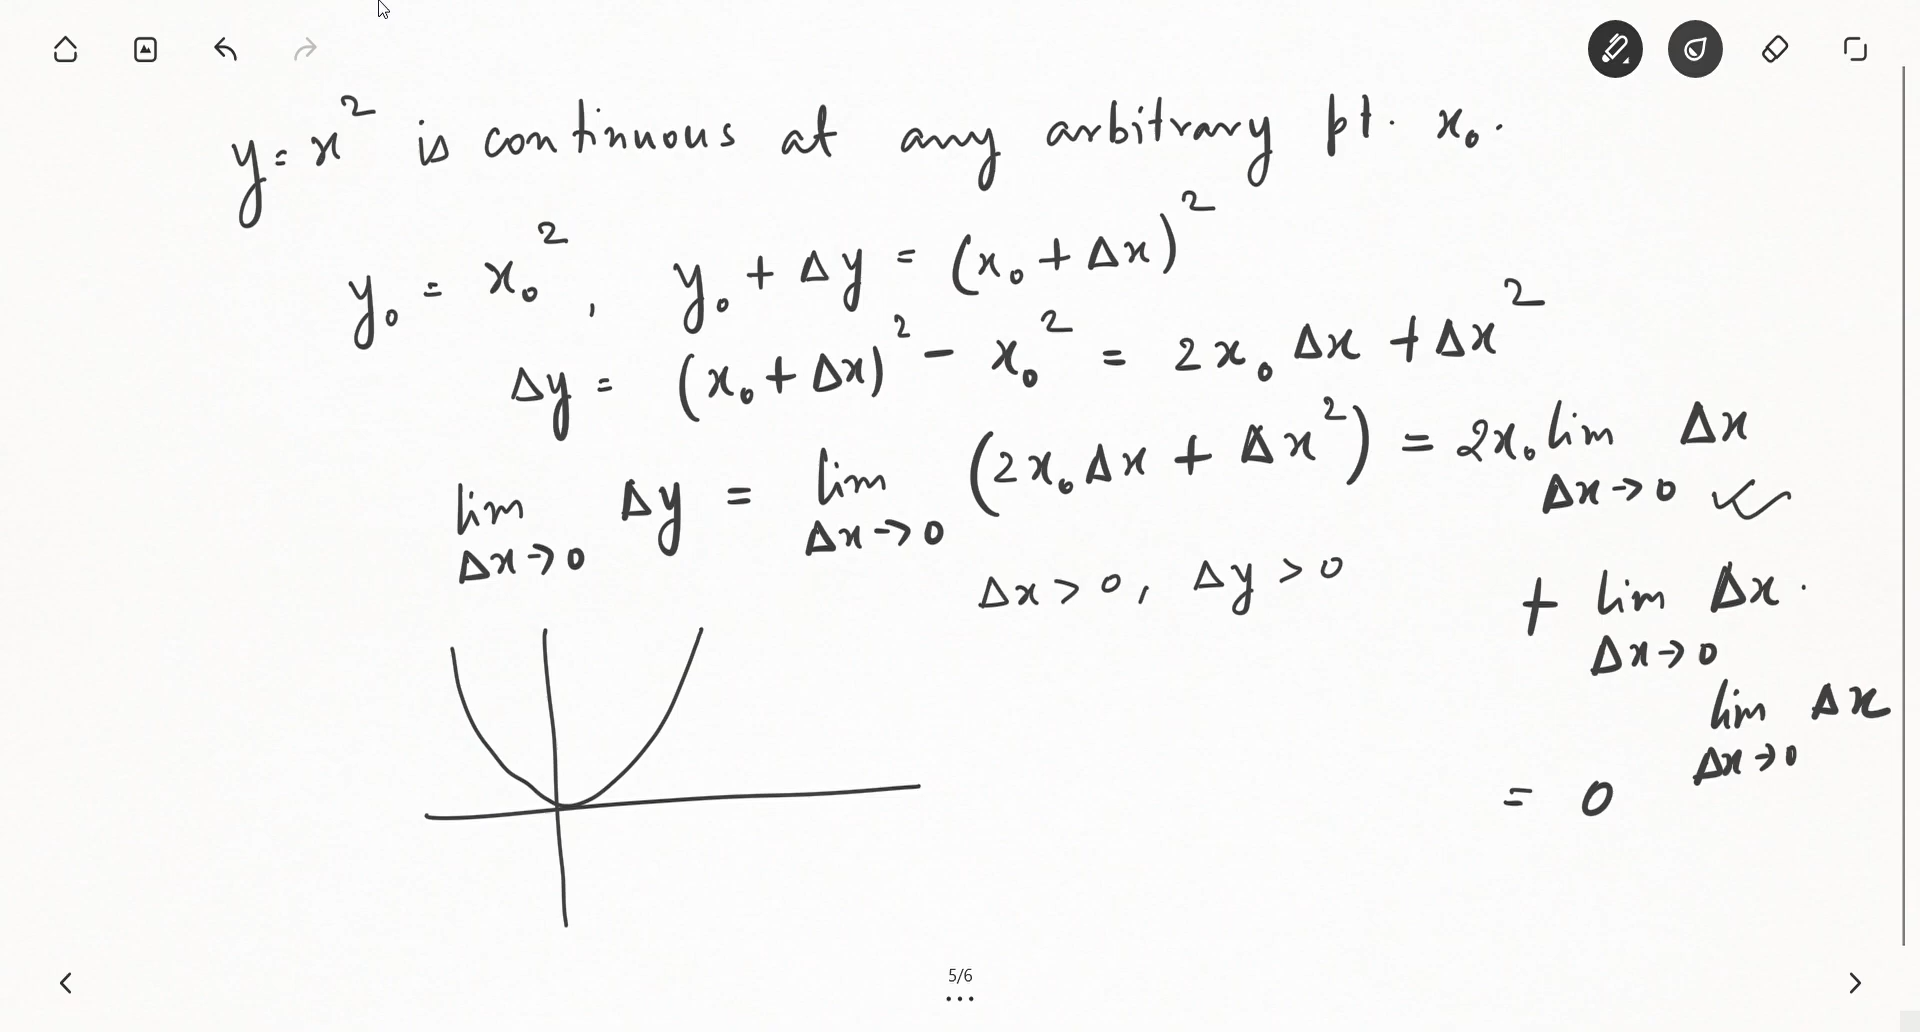 y = x² is continuous at any arbitrary pt. x₀.
y₀ = x₀² , y₀ + Δy = (x₀ + Δx)²
Δy = (x₀ + Δx)² - x₀² = 2x₀ Δx + Δx²
lim Δx→0 Δy = lim Δx→0 (2x₀Δx + Δx²) = 2x₀ lim Δx→0 Δx
Δx > 0, Δy > 0
+ lim Δx→0 Δx .
lim Δx→0 Δx
= 0
5/6